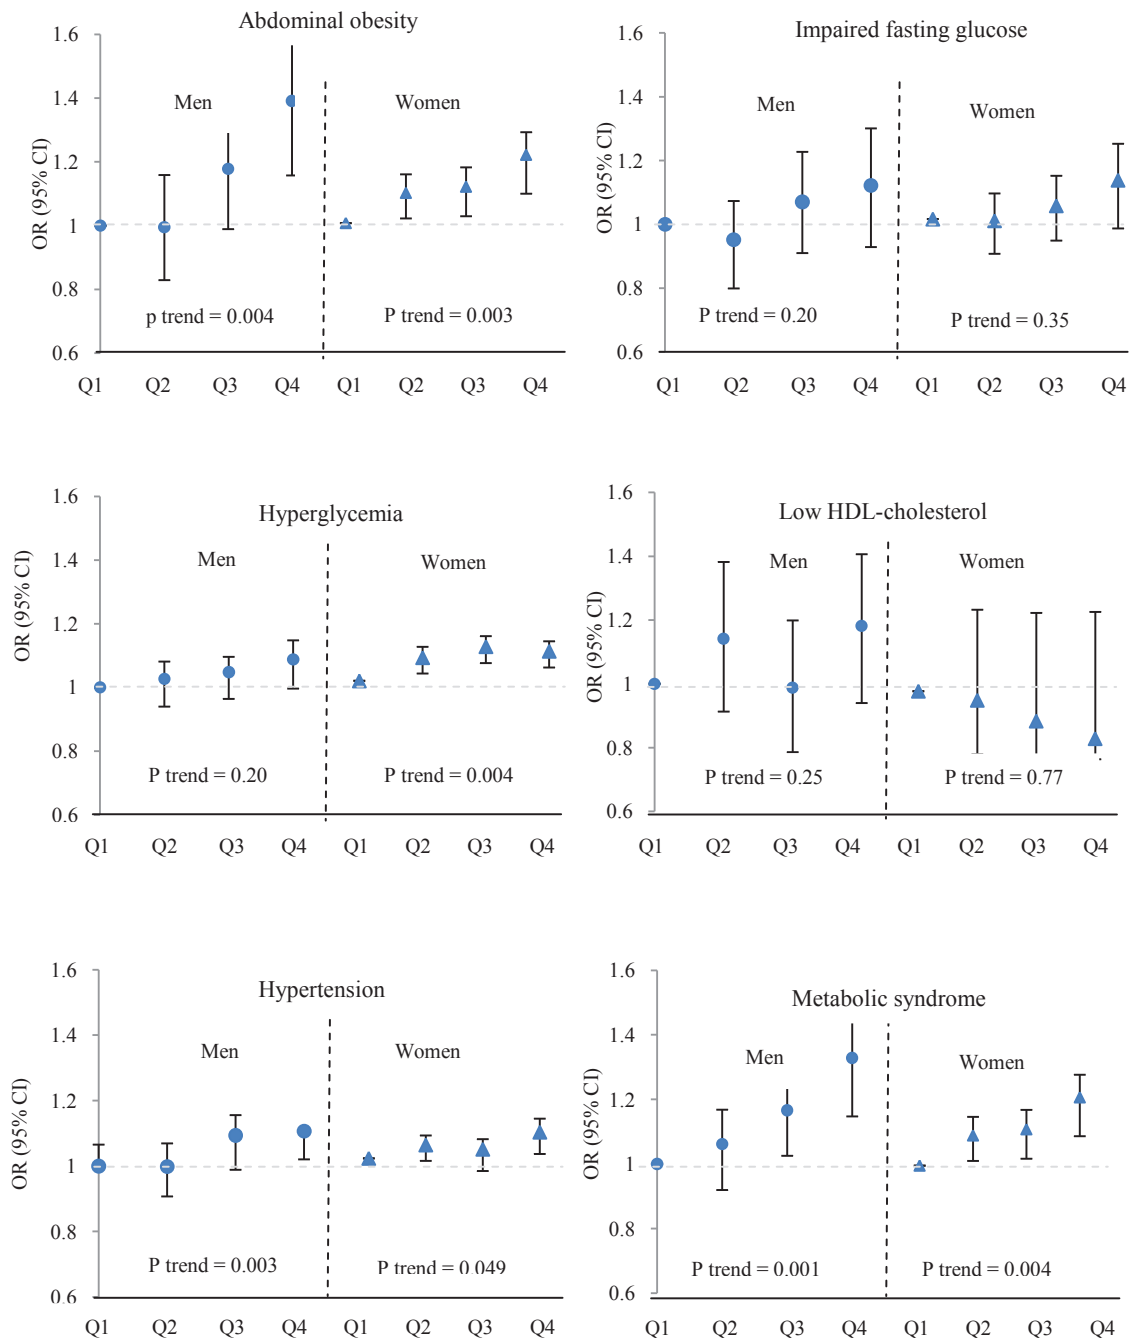 Abdominal obesity
1.6
1.4
1.2
1
0.8
0.6
OR (95% CI)
Men
Women
p trend = 0.004
P trend = 0.003
Q1 Q2 Q3 Q4 Q1 Q2 Q3 Q4
Impaired fasting glucose
1.6
1.4
1.2
1
0.8
0.6
OR (95% CI)
Men
Women
P trend = 0.20
P trend = 0.35
Q1 Q2 Q3 Q4 Q1 Q2 Q3 Q4
Hyperglycemia
1.6
1.4
1.2
1
0.8
0.6
OR (95% CI)
Men
Women
P trend = 0.20
P trend = 0.004
Q1 Q2 Q3 Q4 Q1 Q2 Q3 Q4
Low HDL-cholesterol
1.6
1.4
1.2
1
0.8
0.6
OR (95% CI)
Men
Women
P trend = 0.25
P trend = 0.77
Q1 Q2 Q3 Q4 Q1 Q2 Q3 Q4
Hypertension
1.6
1.4
1.2
1
0.8
0.6
OR (95% CI)
Men
Women
P trend = 0.003
P trend = 0.049
Q1 Q2 Q3 Q4 Q1 Q2 Q3 Q4
Metabolic syndrome
1.6
1.4
1.2
1
0.8
0.6
OR (95% CI)
Men
Women
P trend = 0.001
P trend = 0.004
Q1 Q2 Q3 Q4 Q1 Q2 Q3 Q4